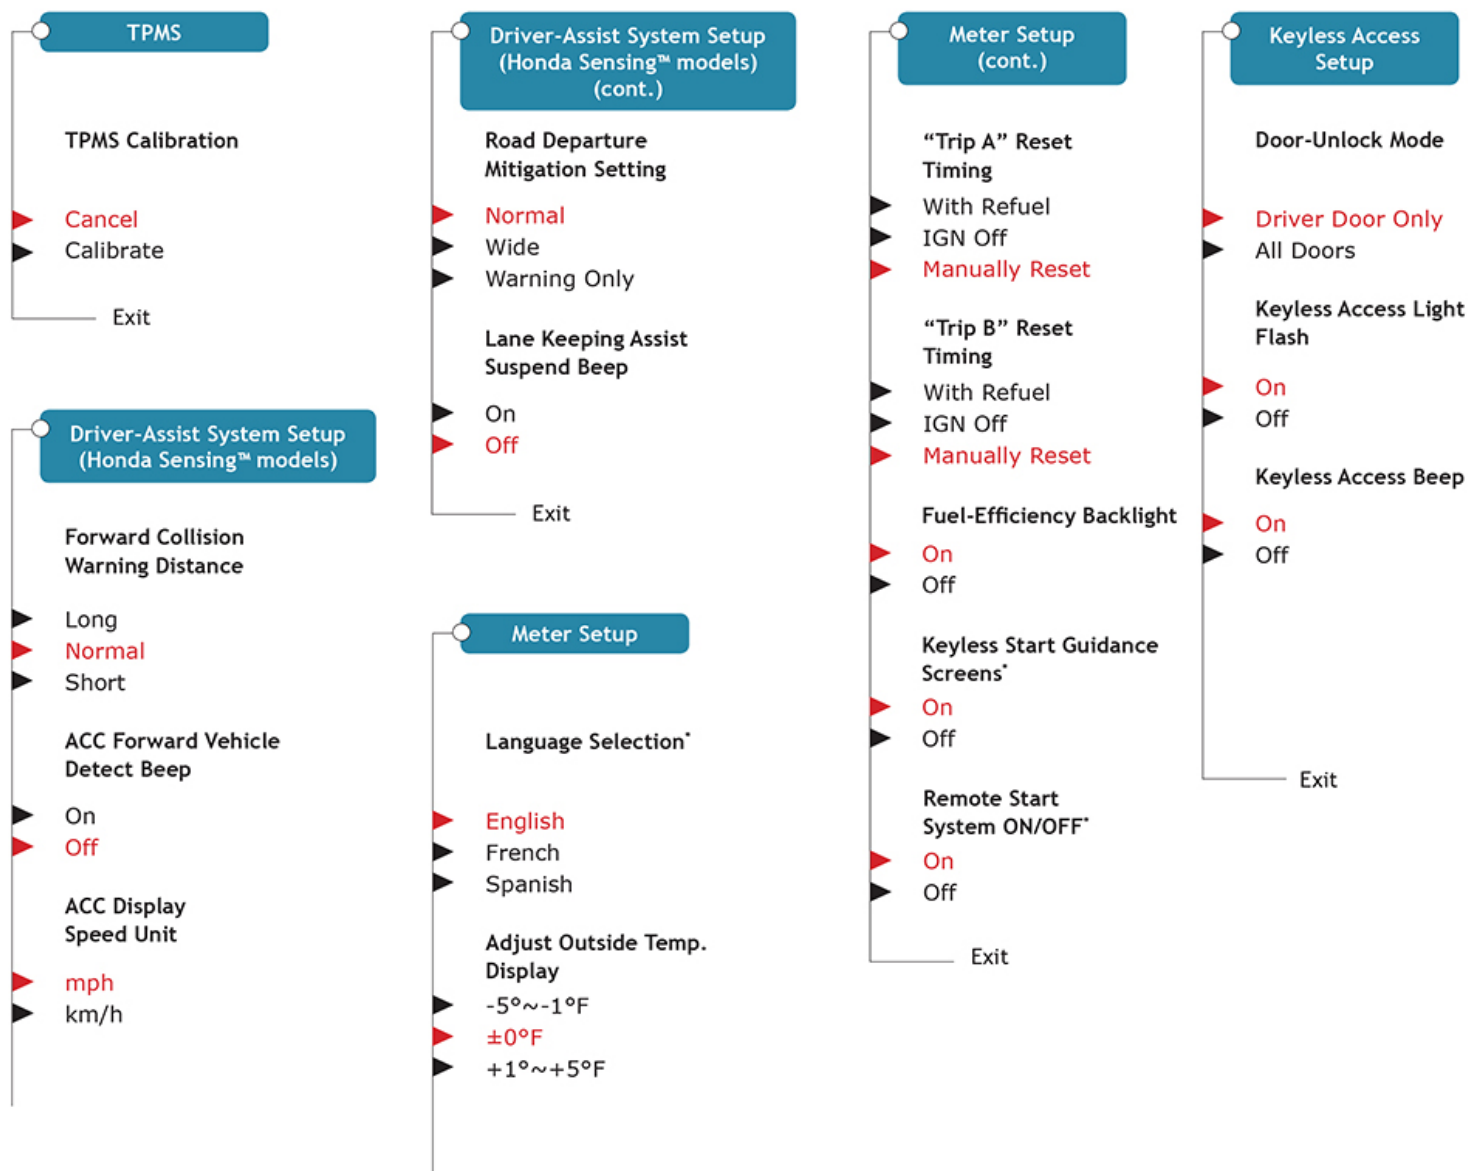 TPMS
TPMS Calibration
Cancel
Calibrate
Exit
Driver-Assist System Setup
(Honda Sensing™ models)
Forward Collision
Warning Distance
Long
Normal
Short
ACC Forward Vehicle
Detect Beep
On
Off
ACC Display
Speed Unit
mph
km/h
Driver-Assist System Setup
(Honda Sensing™ models)
(cont.)
Road Departure
Mitigation Setting
Normal
Wide
Warning Only
Lane Keeping Assist
Suspend Beep
On
Off
Exit
Meter Setup
Language Selection*
English
French
Spanish
Adjust Outside Temp.
Display
-5°~-1°F
±0°F
+1°~+5°F
Meter Setup
(cont.)
“Trip A” Reset
Timing
With Refuel
IGN Off
Manually Reset
“Trip B” Reset
Timing
With Refuel
IGN Off
Manually Reset
Fuel-Efficiency Backlight
On
Off
Keyless Start Guidance
Screens*
On
Off
Remote Start
System ON/OFF*
On
Off
Exit
Keyless Access
Setup
Door-Unlock Mode
Driver Door Only
All Doors
Keyless Access Light
Flash
On
Off
Keyless Access Beep
On
Off
Exit